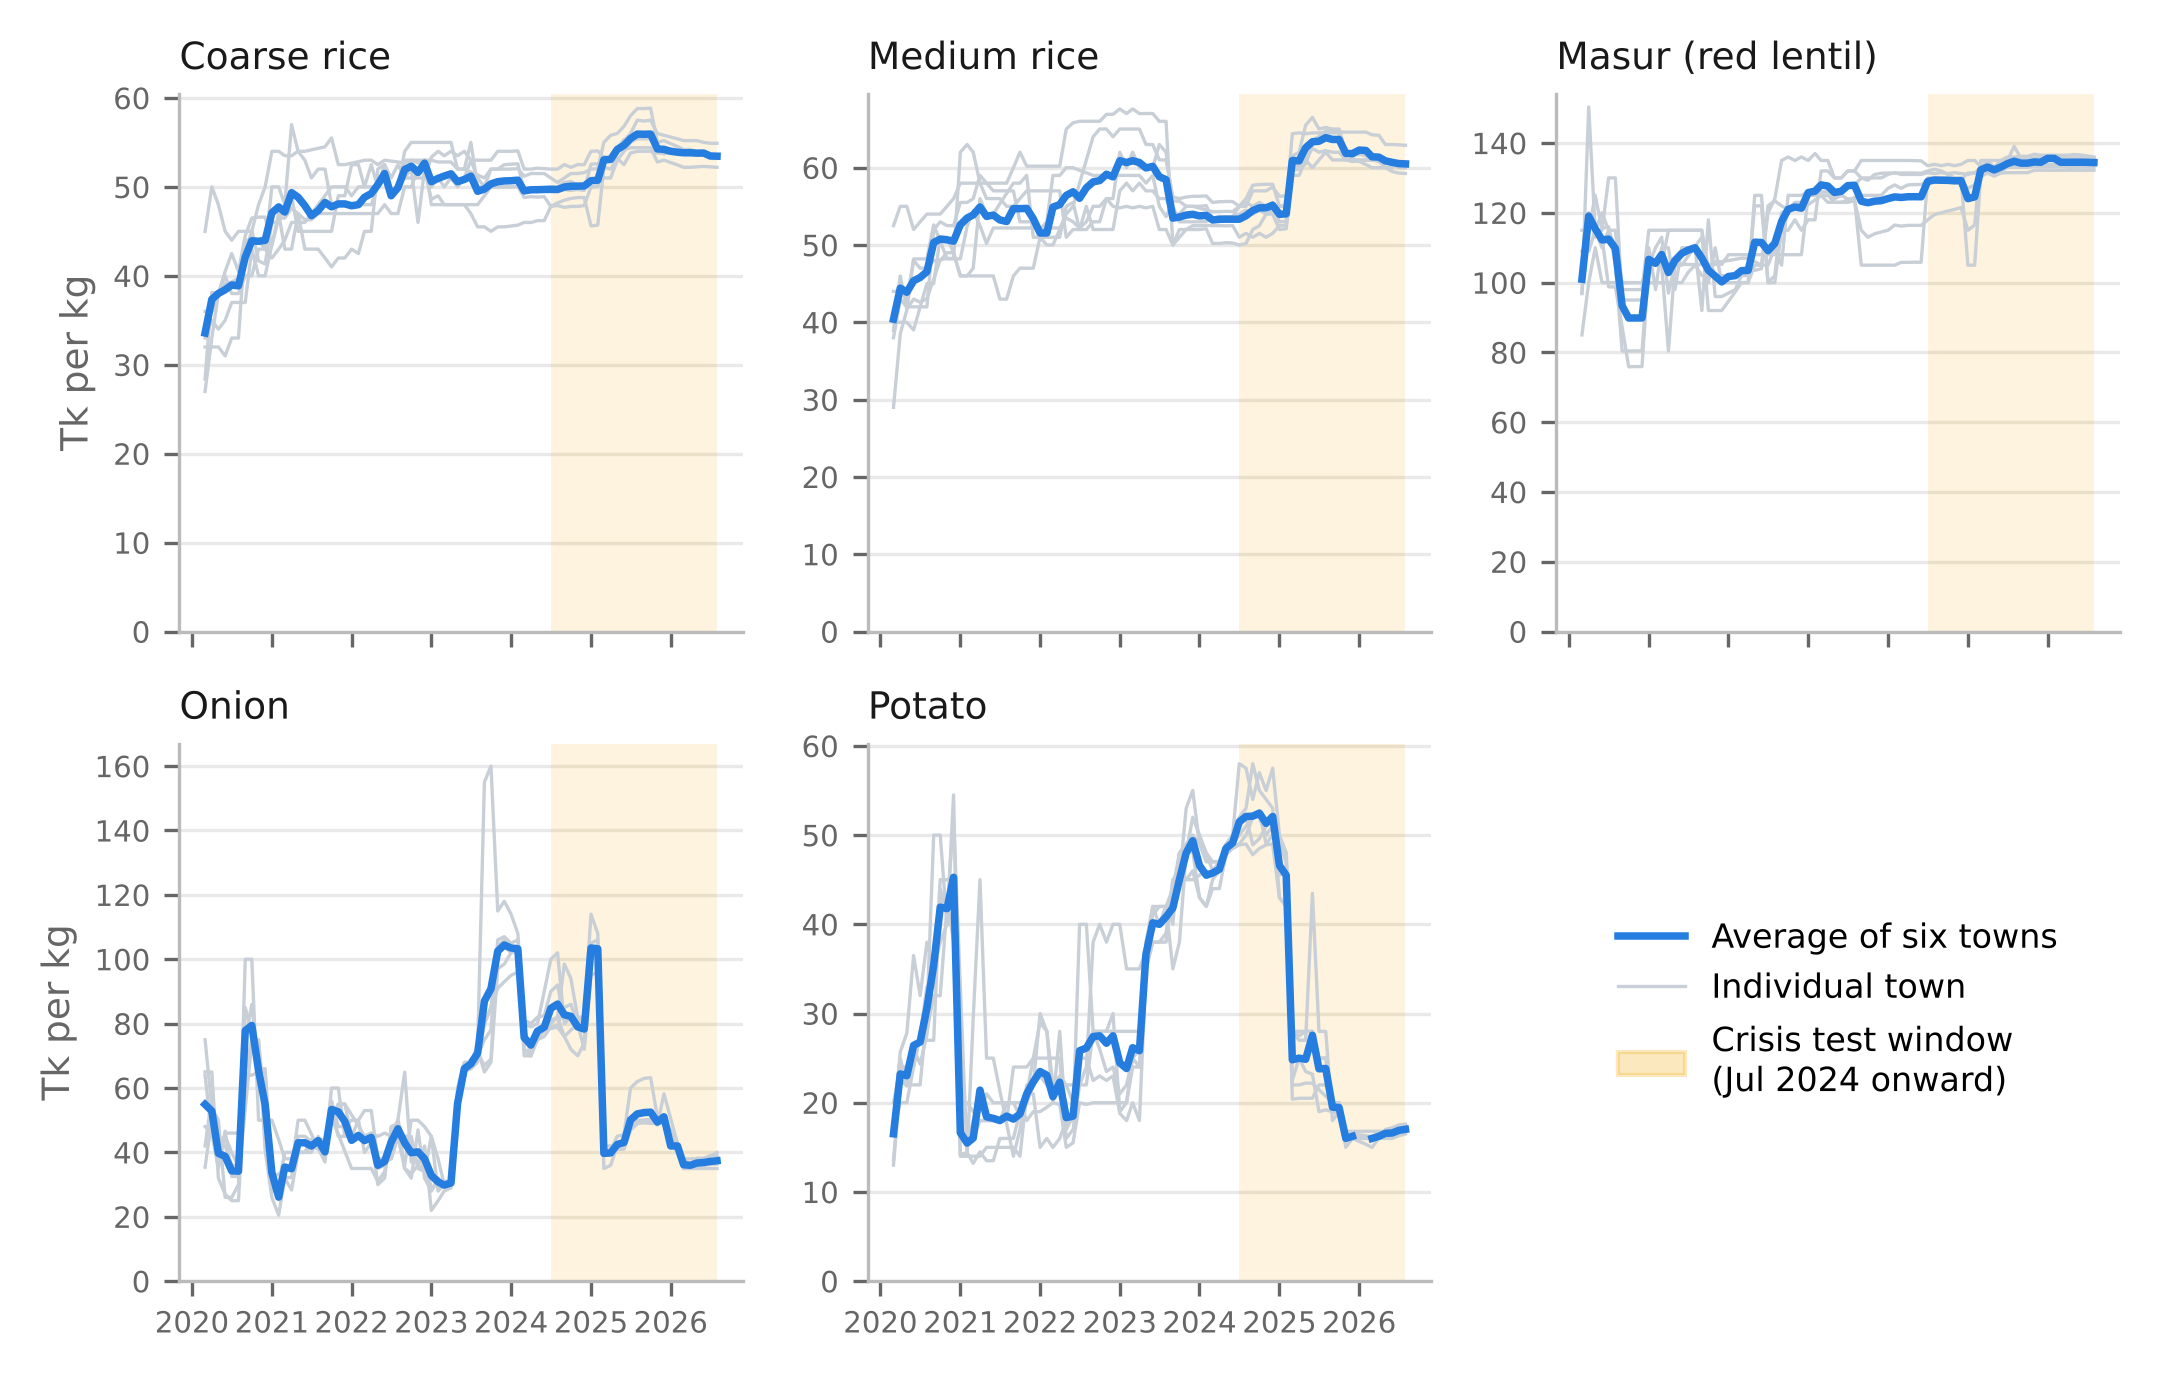 Coarse rice
Medium rice
Masur (red lentil)
Tk per kg
60
50
40
30
20
10
0
60
50
40
30
20
10
0
140
120
100
80
60
40
20
0
Onion
Potato
Tk per kg
160
140
120
100
80
60
40
20
0
2020 2021 2022 2023 2024 2025 2026
60
50
40
30
20
10
0
2020 2021 2022 2023 2024 2025 2026
Average of six towns
Individual town
Crisis test window
(Jul 2024 onward)